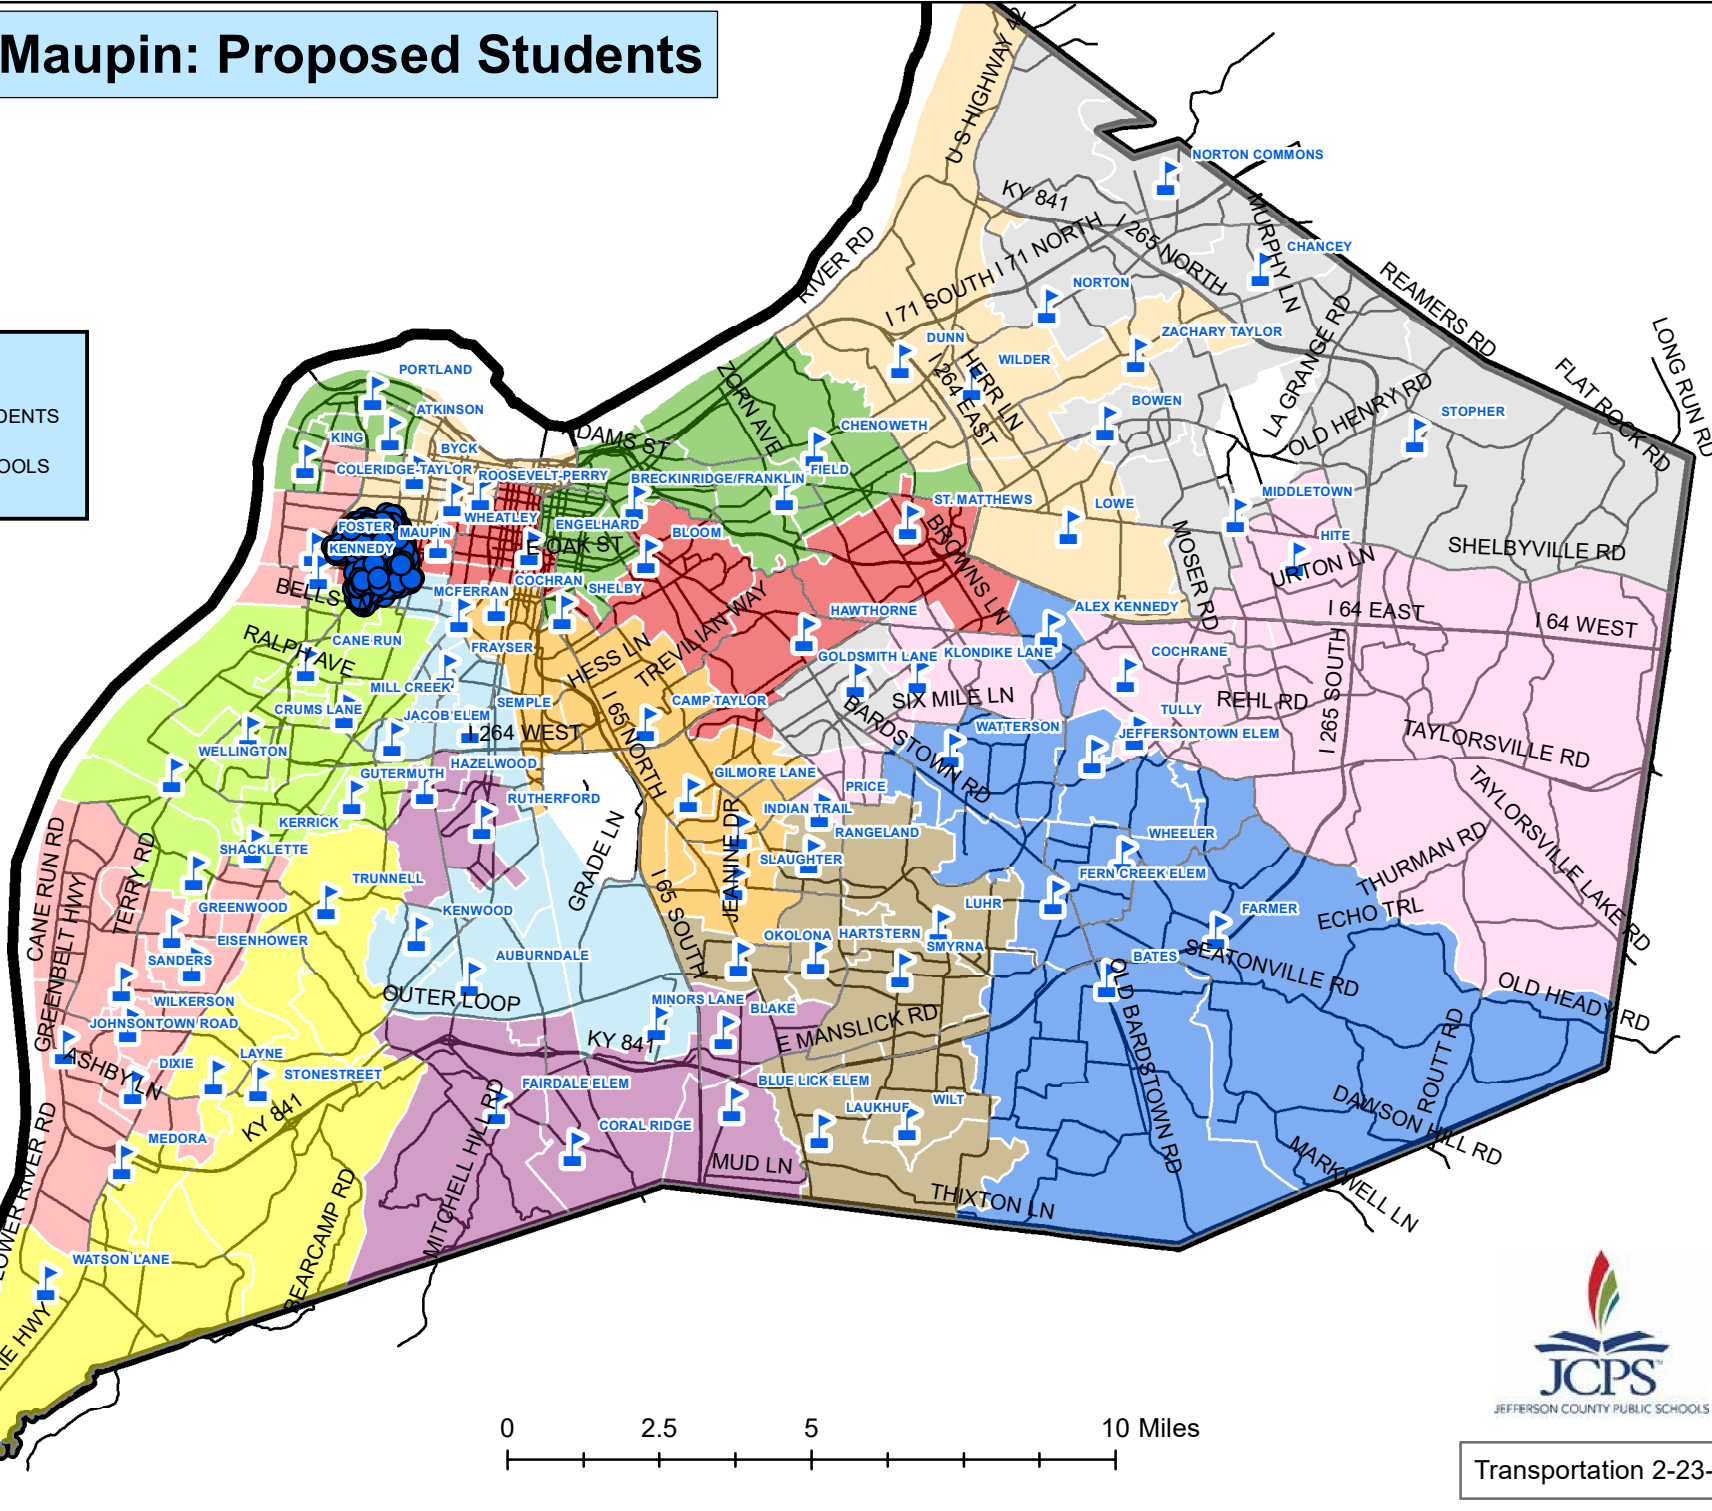 Maupin: Proposed Students
DENTS
OOLS
U S HIGHWAY 42
NORTON COMMONS
KY 841
MURPHY LN
I 265 NORTH
I 71 NORTH
CHANCEY
RIVER RD
REAMERS RD
I 71 SOUTH
NORTON
LA GRANGE RD
LONG RUN RD
ZACHARY TAYLOR
DUNN
WILDER
HERR LN
I 264 EAST
FLAT ROCK RD
PORTLAND
ZORN AVE
OLD HENRY RD
BOWEN
STOPHER
ATKINSON
CHENOWETH
KING
DAMS ST
BYCK
COLERIDGE-TAYLOR
ROOSEVELT-PERRY
BRECKINRIDGE/FRANKLIN
FIELD
ST. MATTHEWS
LOWE
MIDDLETOWN
FOSTER
MAUPIN
WHEATLEY
ENGELHARD
BLOOM
BROWNS LN
MOSER RD
HITE
SHELBYVILLE RD
KENNEDY
E OAK ST
URTON LN
BELLS
MCFERRAN
COCHRAN
SHELBY
HAWTHORNE
ALEX KENNEDY
I 64 EAST
I 64 WEST
RALPH AVE
CANE RUN
FRAYSER
HESS LN
TREVILIAN WAY
GOLDSMITH LANE
KLONDIKE LANE
COCHRANE
I 265 SOUTH
MILL CREEK
CRUMS LANE
JACOB ELEM
SEMPLE
CAMP TAYLOR
SIX MILE LN
REHL RD
I 264 WEST
I 65 NORTH
BARDSTOWN RD
WATTERSON
TULLY
JEFFERSONTOWN ELEM
TAYLORSVILLE RD
WELLINGTON
GUTERMUTH
HAZELWOOD
GILMORE LANE
PRICE
RUTHERFORD
INDIAN TRAIL
TAYLORSVILLE LAKE RD
CANE RUN RD
KERRICK
RANGELAND
WHEELER
THURMAN RD
TERRY RD
SHACKLETTE
GRADE LN
JEANINE DR
SLAUGHTER
FERN CREEK ELEM
GREENBELT HWY
TRUNNELL
I 65 SOUTH
GREENWOOD
KENWOOD
LUHR
FARMER
ECHO TRL
EISENHOWER
OKOLONA
HARTSTERN
SMYRNA
SANDERS
AUBURNDALE
BATES
SEATONVILLE RD
WILKERSON
OUTER LOOP
MINORS LANE
BLAKE
OLD HEADY RD
JOHNSONTOWN ROAD
KY 841
E MANSLICK RD
OLD BARDSTOWN RD
ROUTT RD
ASHBY LN
DIXIE
LAYNE
STONESTREET
FAIRDALE ELEM
BLUE LICK ELEM
KY 841
LAUKHUF
WILT
DAWSON HILL RD
LOWER RIVER RD
MEDORA
MITCHELL HILL RD
CORAL RIDGE
MUD LN
MARKWELL LN
BEARCAMP RD
THIXTON LN
WATSON LANE
IE HWY
JCPS
JEFFERSON COUNTY PUBLIC SCHOOLS
0 2.5 5 10 Miles
Transportation 2-23-